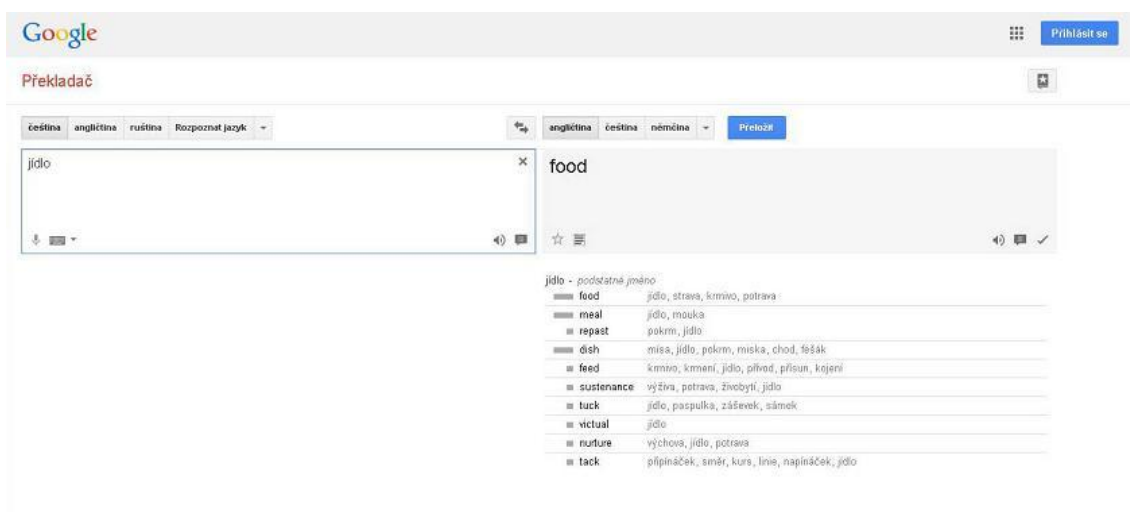 Google
Přihlásit se
Překladač
čeština angličtina ruština Rozpoznat jazyk
angličtina čeština němčina Přeložit
jídlo
food
jídlo - podstatné jméno
food jídlo, strava, krmivo, potrava
meal jídlo, mouka
repast pokrm, jídlo
dish mísa, jídlo, pokrm, miska, chod, fešák
feed krmivo, krmení, jídlo, přívod, přísun, kojení
sustenance výživa, potrava, živobytí, jídlo
tuck jídlo, paspulka, záševek, sámek
victual jídlo
nurture výchova, jídlo, potrava
tack připínáček, směr, kurs, linie, napínáček, jídlo